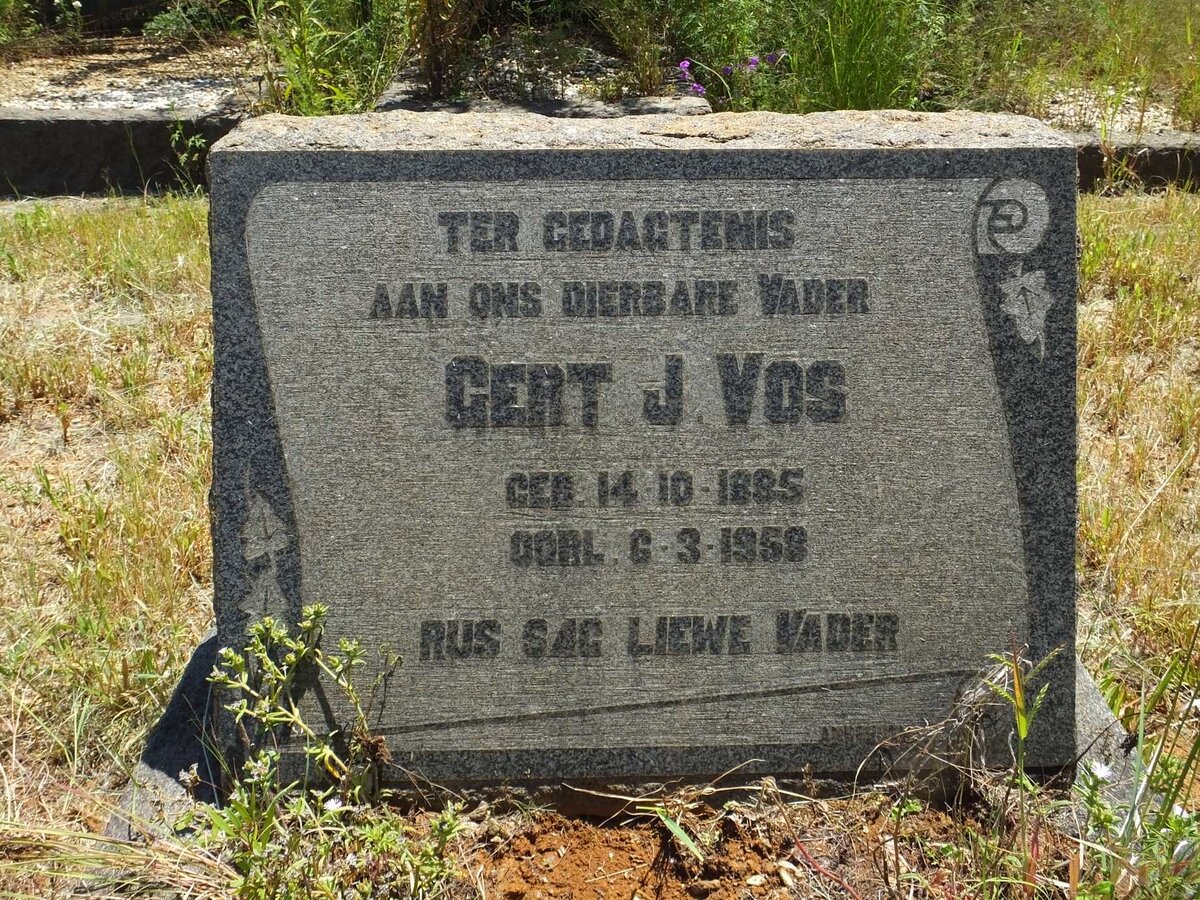 TER GEDAGTENIS
AAN ONS DIERBARE VADER
GERT J. VOS
GEB. 14-10-1885
OORL. 6-3-1958
RUS SAG LIEWE VADER